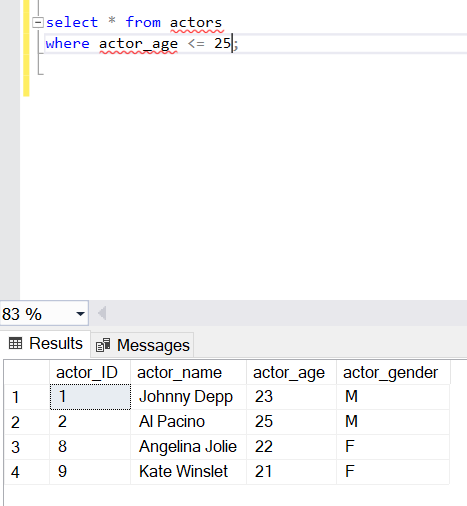 select * from actors
where actor_age <= 25;
83 %
Results Messages
actor_ID actor_name actor_age actor_gender
1 1 Johnny Depp 23 M
2 2 Al Pacino 25 M
3 8 Angelina Jolie 22 F
4 9 Kate Winslet 21 F